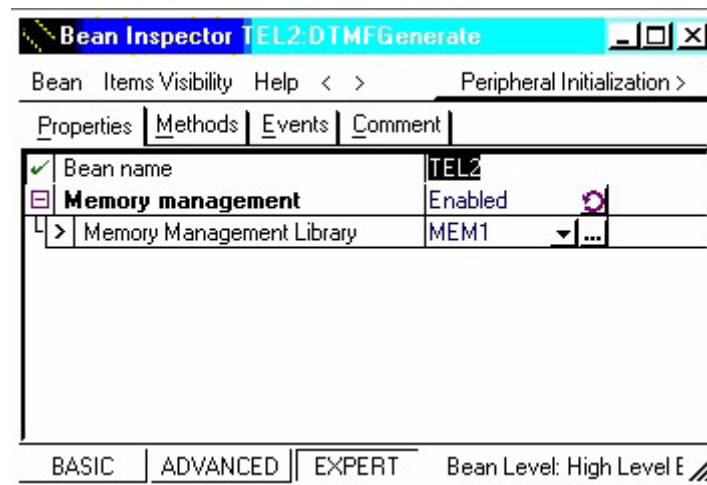 Bean Inspector TEL2:DTMFGenerate
Bean Items Visibility Help < > Peripheral Initialization >
Properties Methods Events Comment
Bean name TEL2
Memory management Enabled
> Memory Management Library MEM1 ...
BASIC ADVANCED EXPERT Bean Level: High Level E